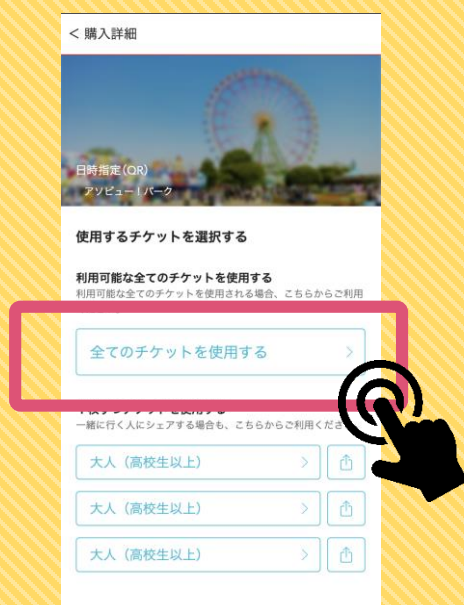 < 購入詳細
日時指定(QR)
アソビュー!パーク
使用するチケットを選択する
利用可能な全てのチケットを使用する
利用可能な全てのチケットを使用される場合、こちらからご利用
全てのチケットを使用する >
一緒に行く人にシェアする場合も、こちらからご利用くださ
大人(高校生以上) >
大人(高校生以上) >
大人(高校生以上) >